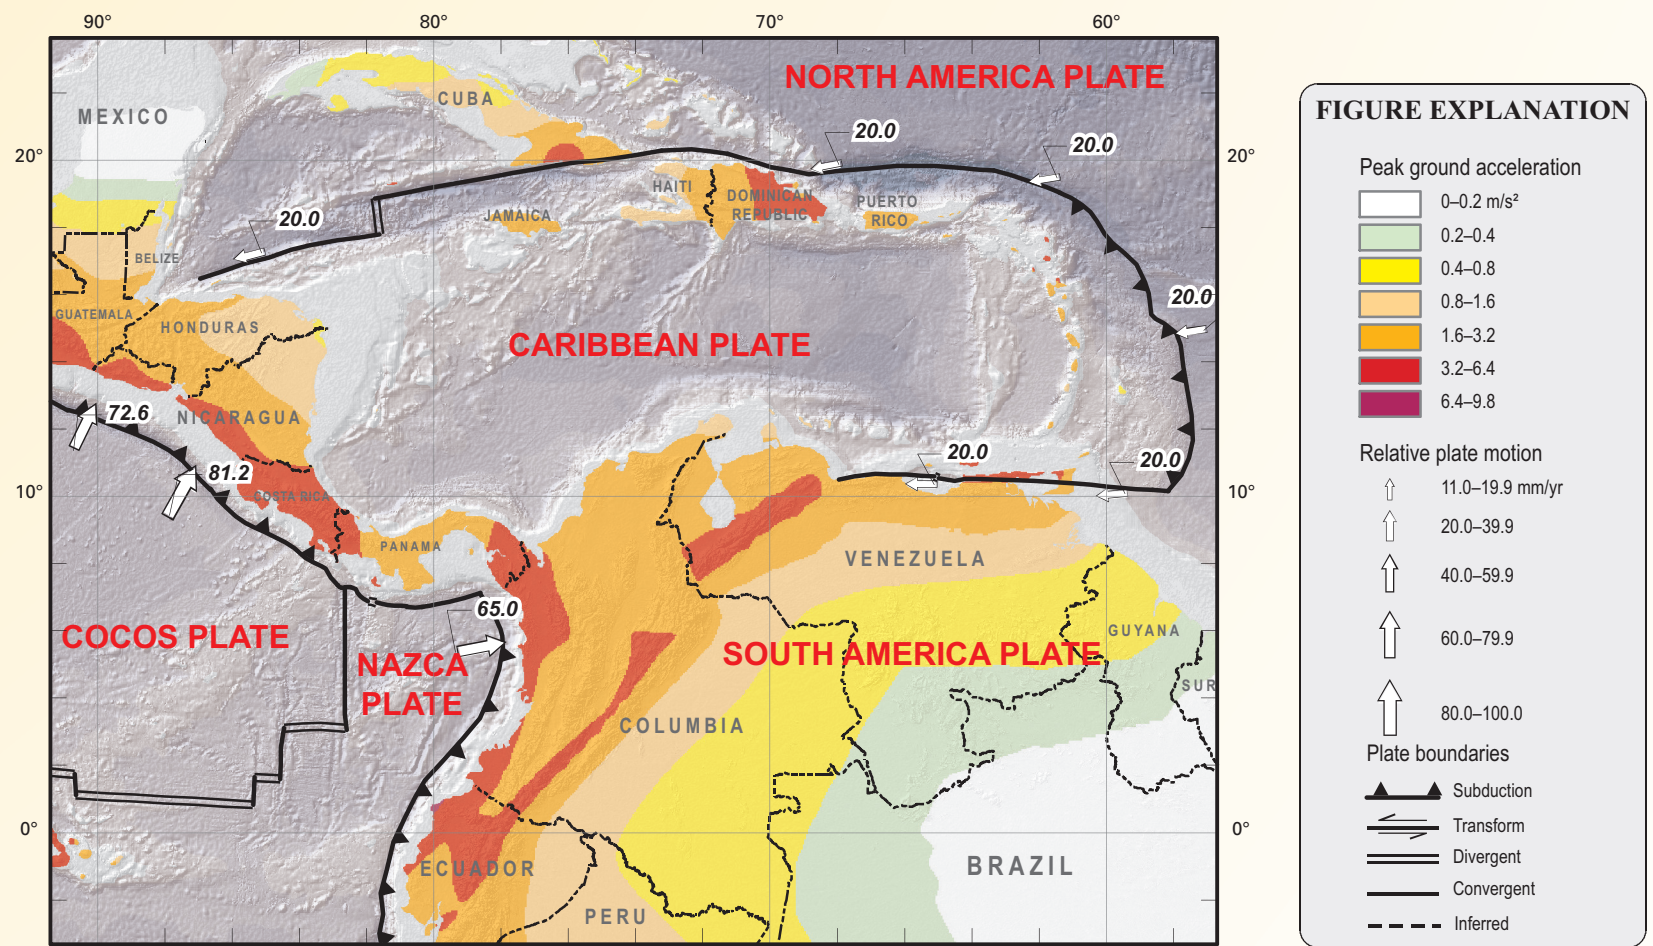 90°
80°
70°
60°
NORTH AMERICA PLATE
MEXICO
CUBA
20.0
20.0
20°
20°
HAITI
DOMINICAN
REPUBLIC
PUERTO
RICO
JAMAICA
20.0
BELIZE
20.0
GUATEMALA
HONDURAS
CARIBBEAN PLATE
72.6
NICARAGUA
81.2
20.0
20.0
10°
10°
COSTA RICA
PANAMA
VENEZUELA
65.0
COCOS PLATE
NAZCA
PLATE
SOUTH AMERICA PLATE
GUYANA
SUR
COLUMBIA
0°
0°
ECUADOR
BRAZIL
PERU
FIGURE EXPLANATION
Peak ground acceleration
0–0.2 m/s²
0.2–0.4
0.4–0.8
0.8–1.6
1.6–3.2
3.2–6.4
6.4–9.8
Relative plate motion
11.0–19.9 mm/yr
20.0–39.9
40.0–59.9
60.0–79.9
80.0–100.0
Plate boundaries
Subduction
Transform
Divergent
Convergent
Inferred